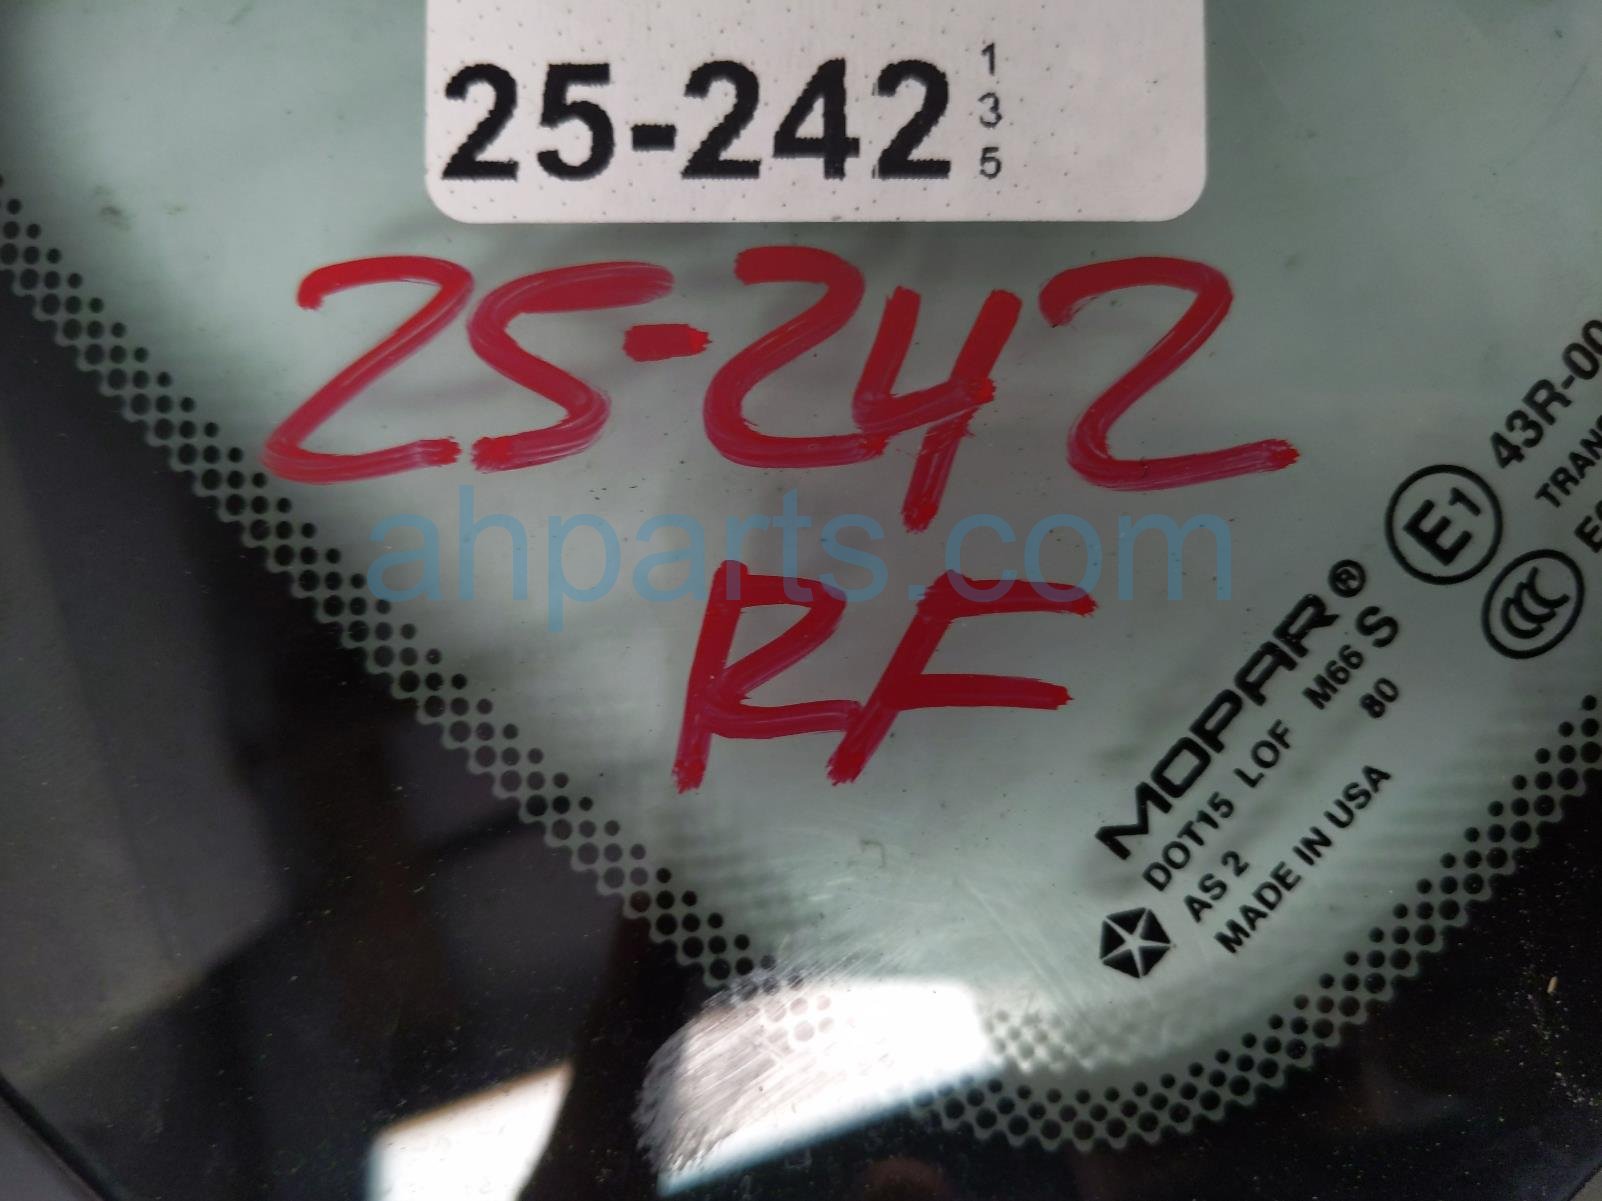 25-242
1
3
5
25-242
ahparts.com
RF
E1
43R-00
MOPAR®
DOT15 LOF M66 S
AS 2 80
MADE IN USA